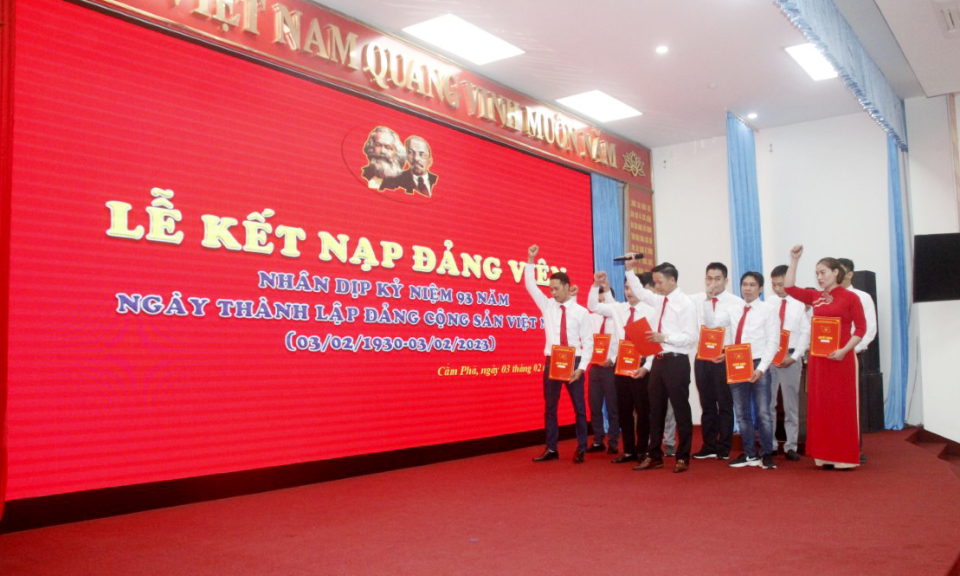 VIỆT NAM QUANG VINH MUÔN NĂM
LỄ KẾT NẠP ĐẢNG VIÊN
NHÂN DỊP KỶ NIỆM 93 NĂM
NGÀY THÀNH LẬP ĐẢNG CỘNG SẢN VIỆT
(03/02/1930-03/02/2023)
Cẩm Phả, ngày 03 tháng 02